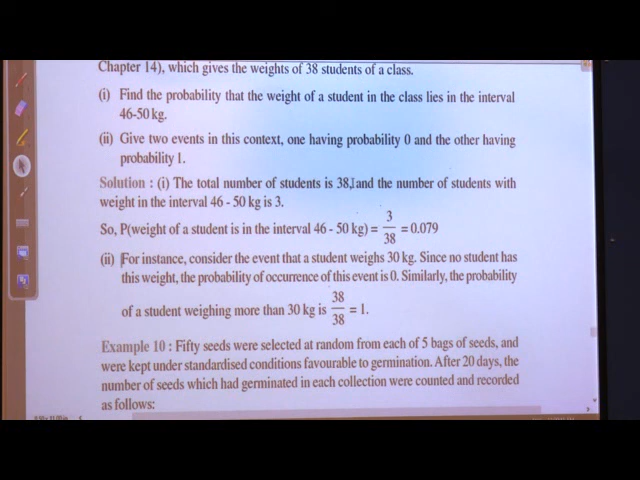 Chapter 14), which gives the weights of 38 students of a class.
(i) Find the probability that the weight of a student in the class lies in the interval
46-50 kg.
(ii) Give two events in this context, one having probability 0 and the other having
probability 1.
Solution : (i) The total number of students is 38, and the number of students with
weight in the interval 46 - 50 kg is 3.
So, P(weight of a student is in the interval 46 - 50 kg) = 3/38 = 0.079
(ii) For instance, consider the event that a student weighs 30 kg. Since no student has
this weight, the probability of occurrence of this event is 0. Similarly, the probability
of a student weighing more than 30 kg is 38/38 = 1.
Example 10 : Fifty seeds were selected at random from each of 5 bags of seeds, and
were kept under standardised conditions favourable to germination. After 20 days, the
number of seeds which had germinated in each collection were counted and recorded
as follows: